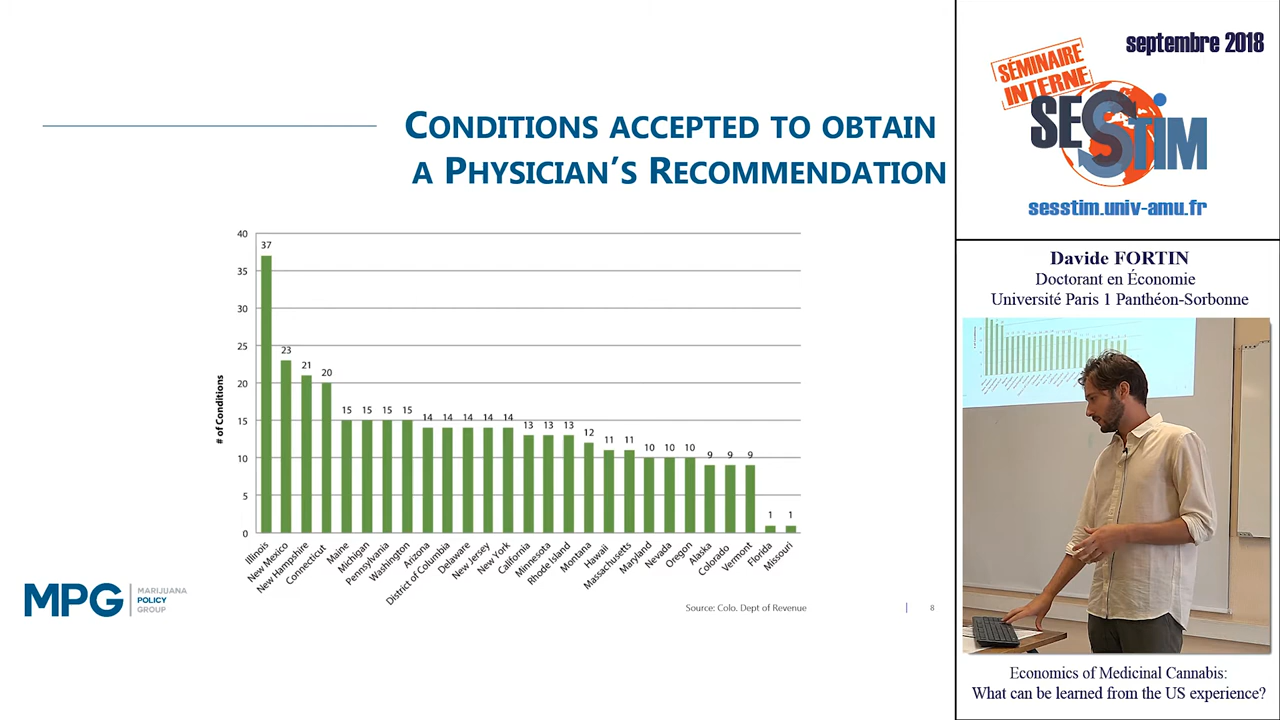 CONDITIONS ACCEPTED TO OBTAIN
A PHYSICIAN'S RECOMMENDATION
# of Conditions
40
35
30
25
20
15
10
5
0
37
23
21
20
15
15
15
15
14
14
14
14
14
13
13
13
12
11
11
10
10
10
9
9
9
1
1
Illinois
New Mexico
New Hampshire
Connecticut
Maine
Michigan
Pennsylvania
Washington
Arizona
District of Columbia
Delaware
New Jersey
New York
California
Minnesota
Rhode Island
Montana
Hawaii
Massachusetts
Maryland
Nevada
Oregon
Alaska
Colorado
Vermont
Florida
Missouri
MPG
MARIJUANA
POLICY
GROUP
Source: Colo. Dept of Revenue
8
septembre 2018
SÉMINAIRE
INTERNE
SESSTIM
sesstim.univ-amu.fr
Davide FORTIN
Doctorant en Économie
Université Paris 1 Panthéon-Sorbonne
Economics of Medicinal Cannabis:
What can be learned from the US experience?